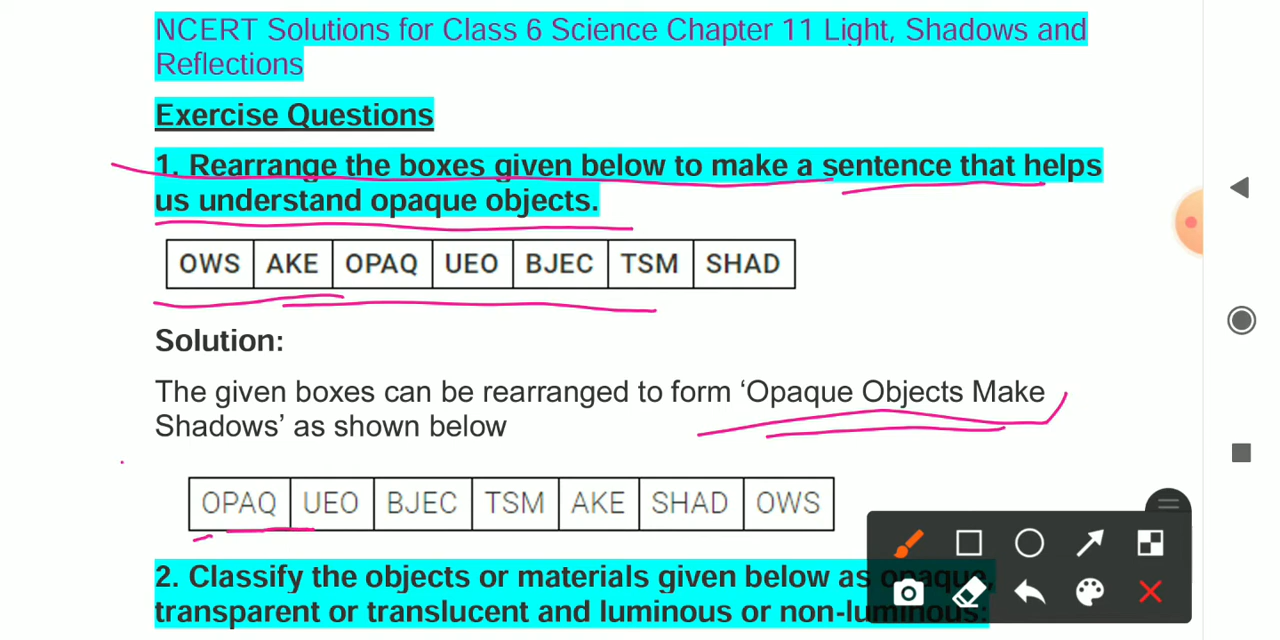 NCERT Solutions for Class 6 Science Chapter 11 Light, Shadows and
Reflections
Exercise Questions
1. Rearrange the boxes given below to make a sentence that helps
us understand opaque objects.
OWS AKE OPAQ UEO BJEC TSM SHAD
Solution:
The given boxes can be rearranged to form ‘Opaque Objects Make
Shadows’ as shown below
OPAQ UEO BJEC TSM AKE SHAD OWS
2. Classify the objects or materials given below as opaque,
transparent or translucent and luminous or non-luminous: